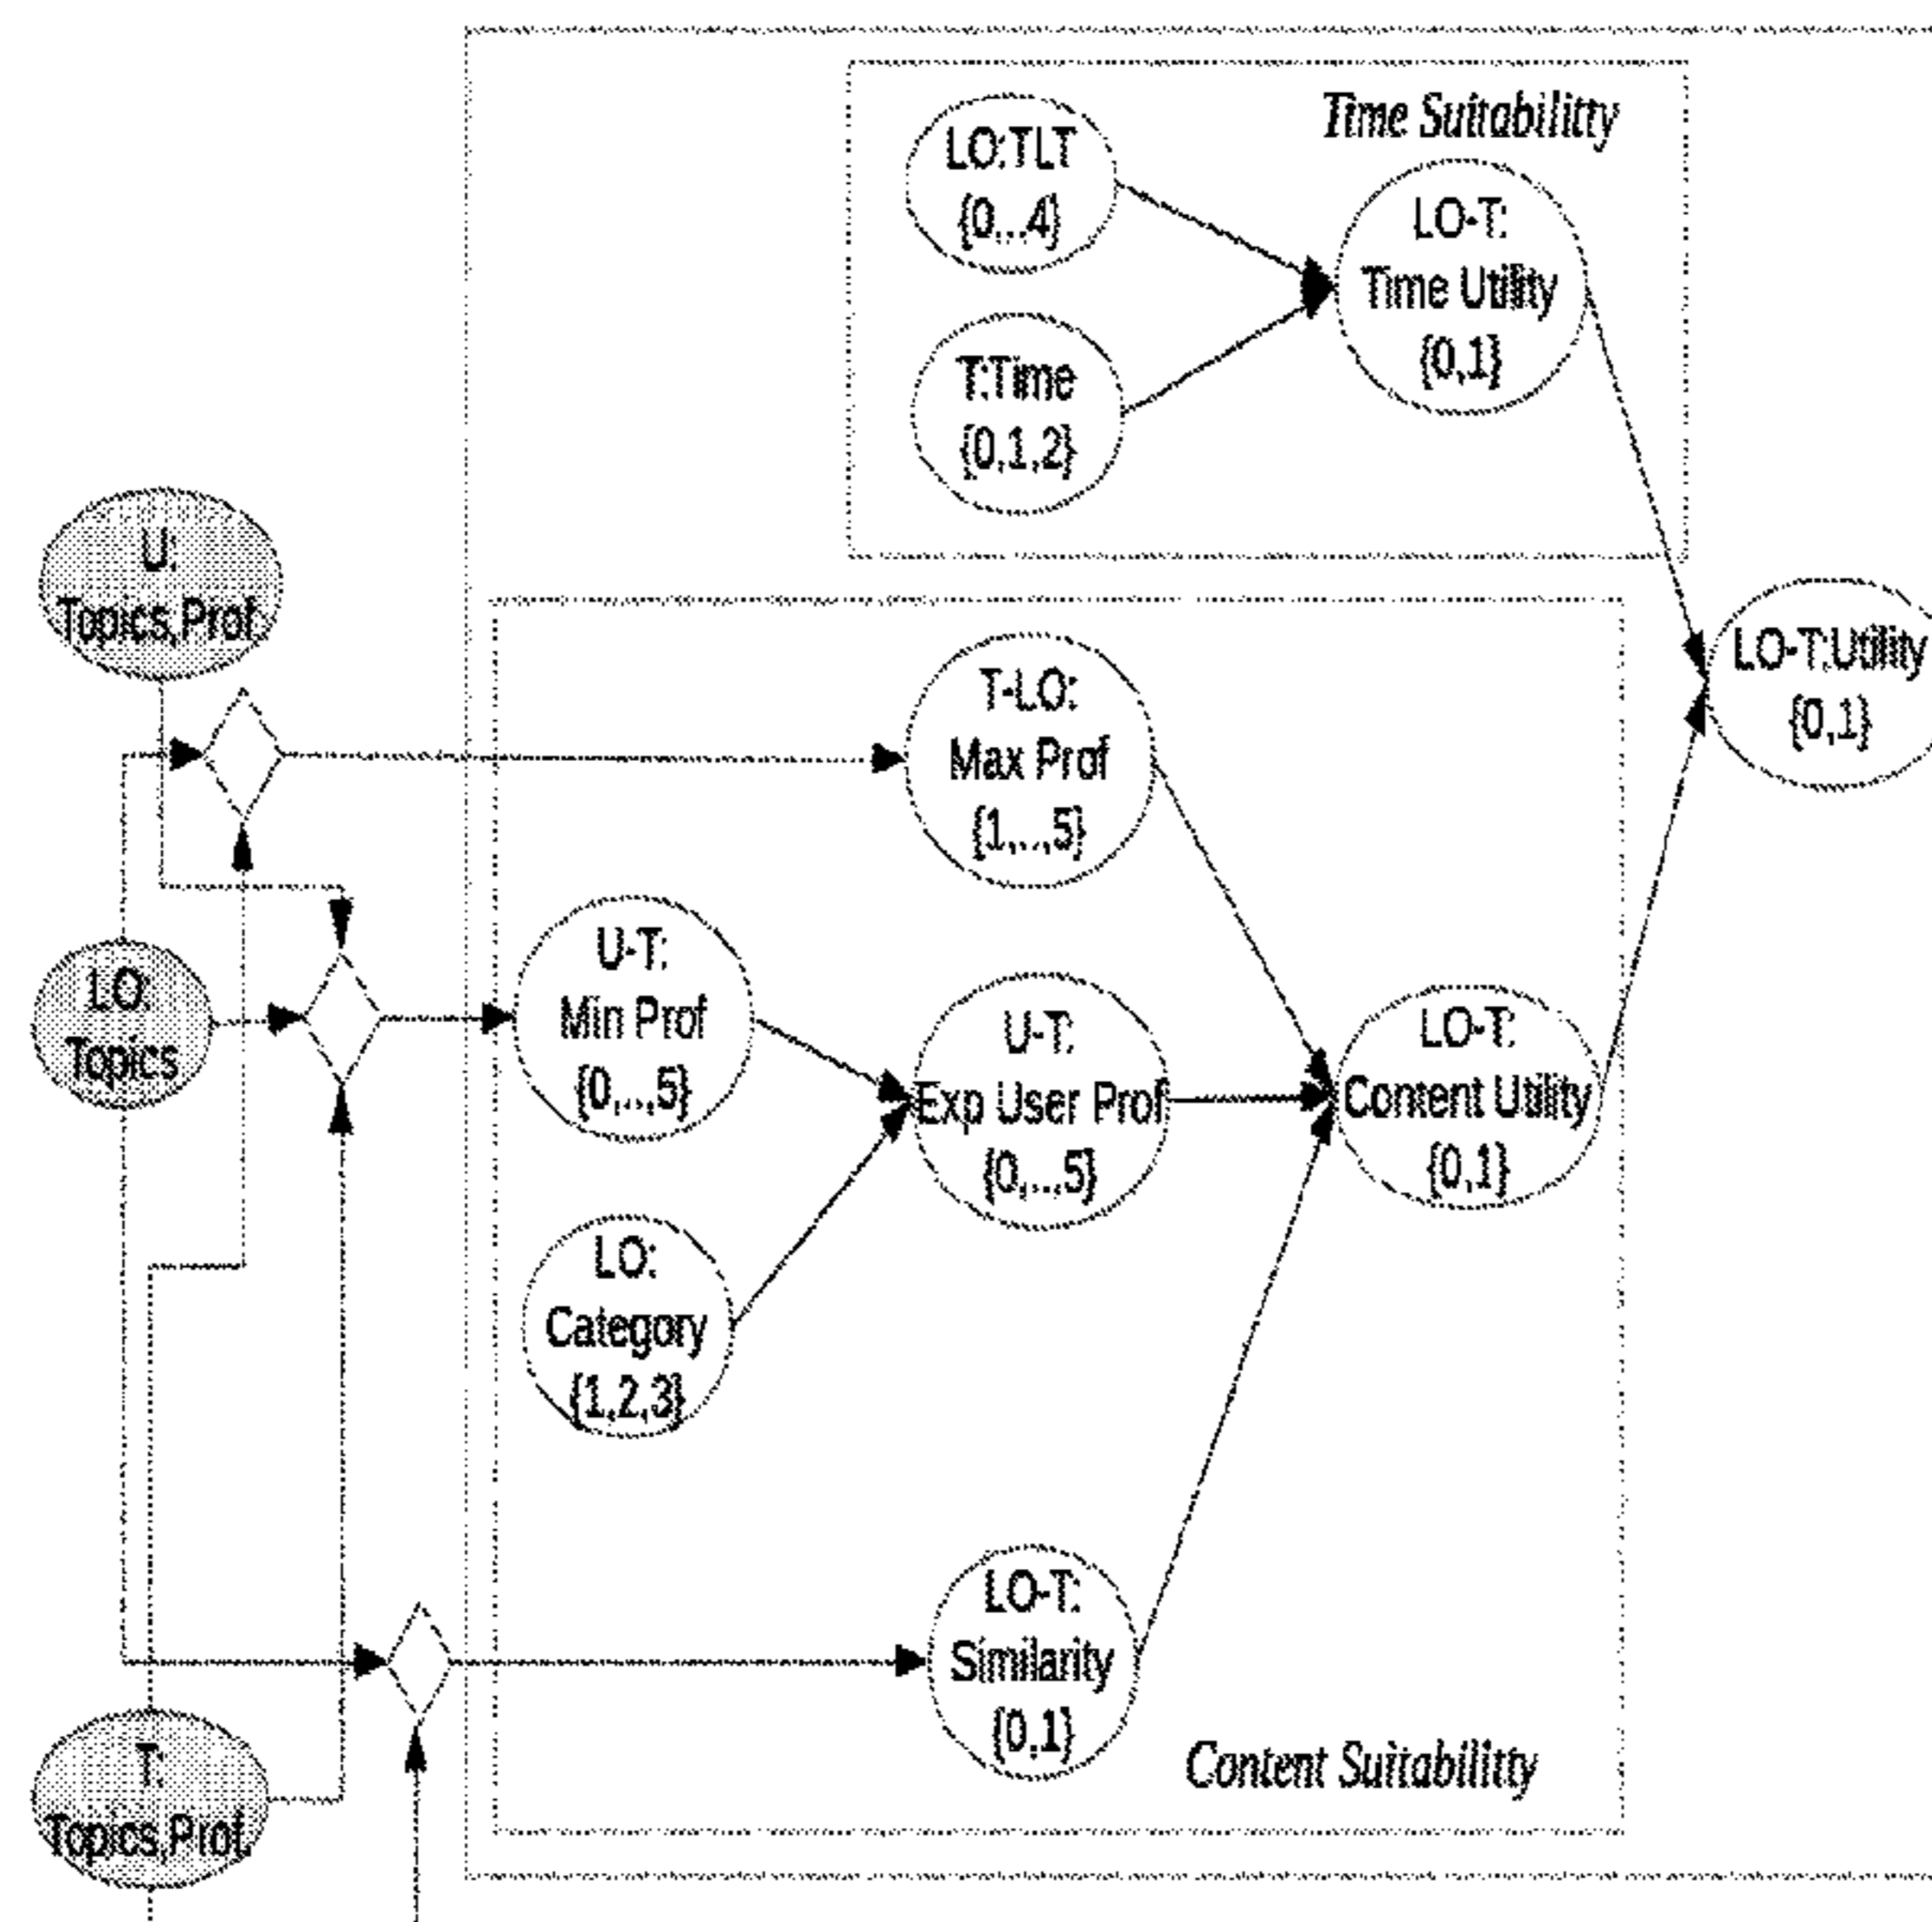 Time Suitabilitty
LO:TLT
{0...4}
LO-T:
Time Utility
{0,1}
T:Time
{0,1,2}
U:
Topics,Prof
T-LO:
Max Prof
{1,..,5}
LO-T:Utility
{0,1}
LO:
Topics
U-T:
Min Prof
{0,..,5}
U-T:
Exp User Prof
{0,..,5}
LO-T:
Content Utility
{0,1}
LO:
Category
{1,2,3}
LO-T:
Similarity
{0,1}
T:
Topics,Prof.
Content Suitabilitty